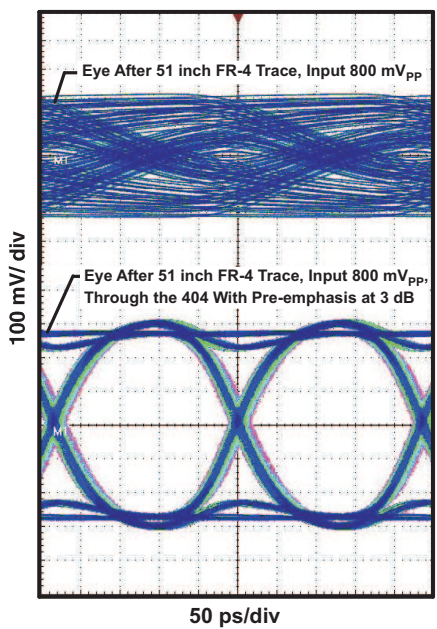 Eye After 51 inch FR-4 Trace, Input 800 mVPP
M1
Eye After 51 inch FR-4 Trace, Input 800 mVPP,
Through the 404 With Pre-emphasis at 3 dB
M1
100 mV/ div
50 ps/div